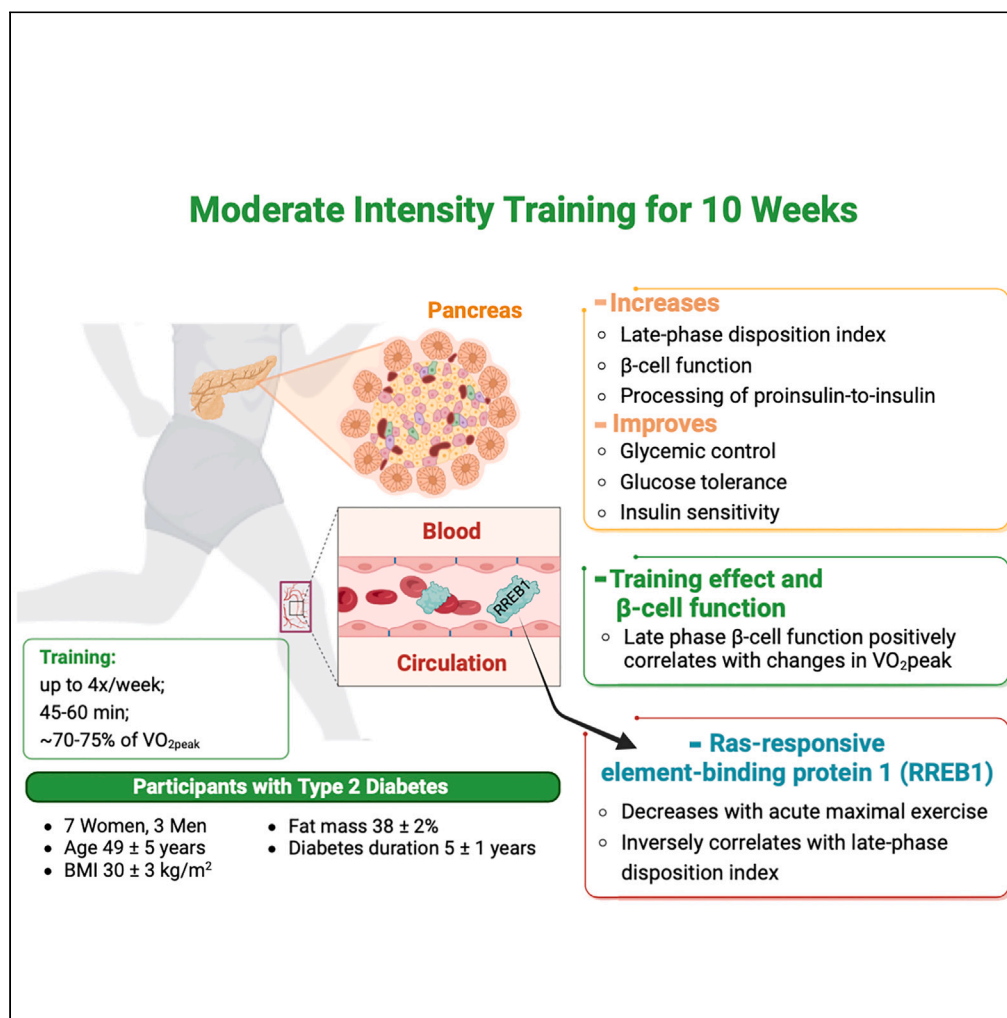 Moderate Intensity Training for 10 Weeks
Pancreas
- Increases
○ Late-phase disposition index
○ β-cell function
○ Processing of proinsulin-to-insulin
- Improves
○ Glycemic control
○ Glucose tolerance
○ Insulin sensitivity
Blood
RREB1
Circulation
- Training effect and
β-cell function
○ Late phase β-cell function positively
correlates with changes in VO₂peak
Training:
up to 4x/week;
45-60 min;
~70-75% of VO₂peak
- Ras-responsive
element-binding protein 1 (RREB1)
○ Decreases with acute maximal exercise
○ Inversely correlates with late-phase
disposition index
Participants with Type 2 Diabetes
• 7 Women, 3 Men
• Age 49 ± 5 years
• BMI 30 ± 3 kg/m²
• Fat mass 38 ± 2%
• Diabetes duration 5 ± 1 years